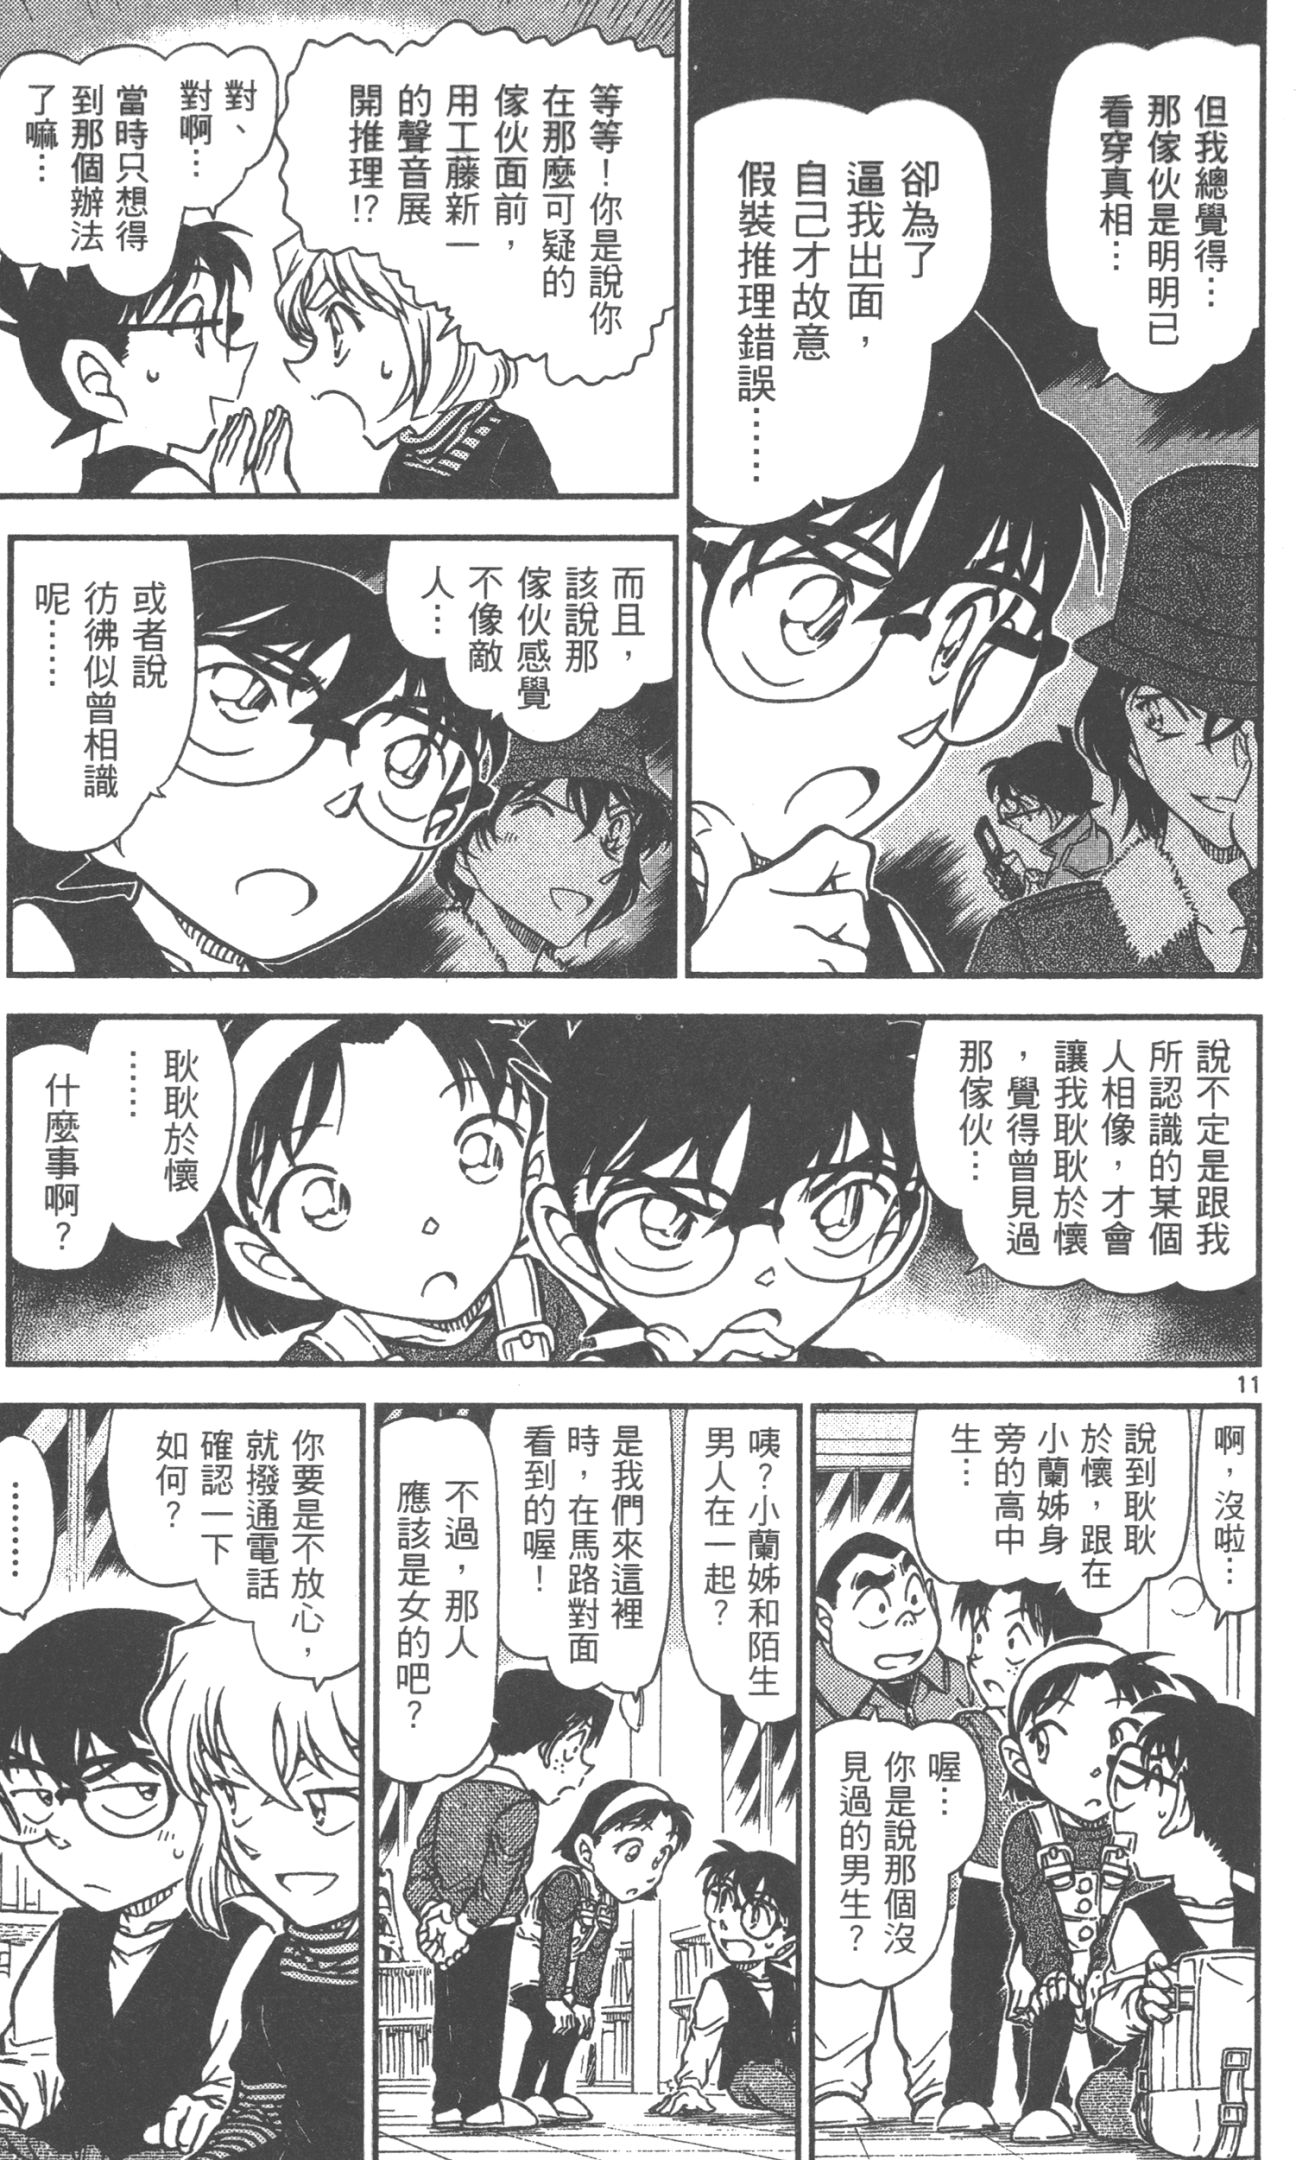 但我總覺得…
那傢伙是明明已
看穿真相…
卻為了
逼我出面，
自己才故意
假裝推理錯誤……
等等！你是說你
在那麼可疑的
傢伙面前，
用工藤新一
的聲音展
開推理!?
對、
對啊…
當時只想得
到那個辦法
了嘛…
而且，
該說那
傢伙感覺
不像敵
人…
或者說
彷彿似曾相識
呢……
說不定是跟我
所認識的某個
人相像，才會
讓我耿耿於懷
，覺得曾見過
那傢伙…
耿耿於懷
……
什麼事啊？
11
啊，沒啦…
說到耿耿
於懷，跟在
小蘭姊身
旁的高中
生…
喔…
你是說那個沒
見過的男生？
咦？小蘭姊和陌生
男人在一起？
是我們來這裡
時，在馬路對面
看到的喔！
不過，那人
應該是女的吧？
你要是不放心，
就撥通電話
確認一下
如何？
………